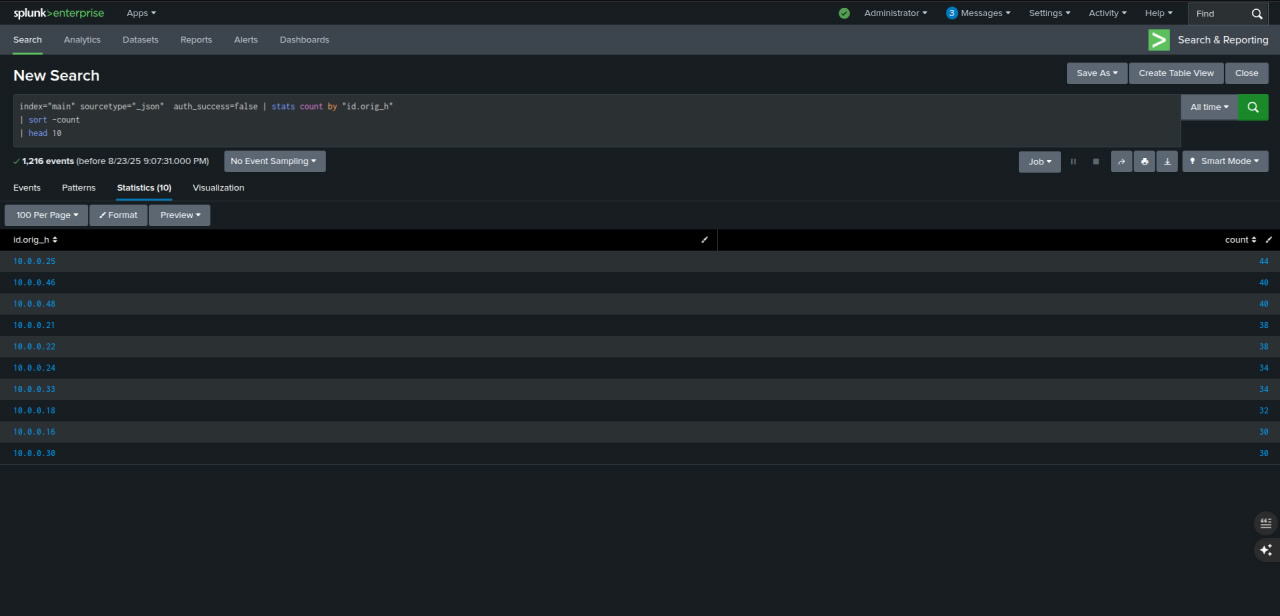 splunk>enterprise Apps Administrator 3 Messages Settings Activity Help Find
Search Analytics Datasets Reports Alerts Dashboards Search & Reporting
New Search Save As Create Table View Close
index="main" sourcetype="_json"  auth_success=false | stats count by "id.orig_h"
| sort -count
| head 10
All time
1,216 events (before 8/23/25 9:07:31.000 PM) No Event Sampling Job Smart Mode
Events Patterns Statistics (10) Visualization
100 Per Page Format Preview
id.orig_h count
10.0.0.25 44
10.0.0.46 40
10.0.0.48 40
10.0.0.21 38
10.0.0.22 38
10.0.0.24 34
10.0.0.33 34
10.0.0.18 32
10.0.0.16 30
10.0.0.30 30